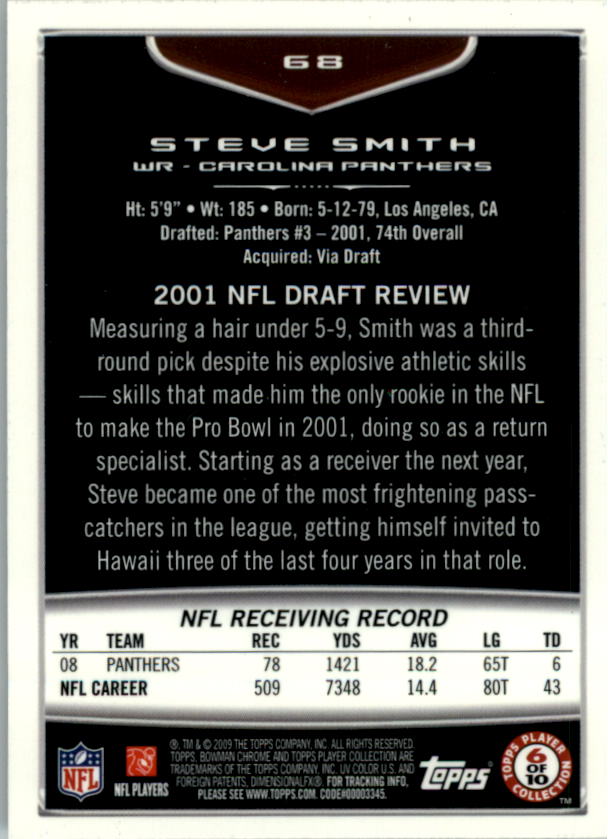 68
STEVE SMITH
WR - CAROLINA PANTHERS
Ht: 5'9" • Wt: 185 • Born: 5-12-79, Los Angeles, CA
Drafted: Panthers #3 – 2001, 74th Overall
Acquired: Via Draft
2001 NFL DRAFT REVIEW
Measuring a hair under 5-9, Smith was a third-
round pick despite his explosive athletic skills
— skills that made him the only rookie in the NFL
to make the Pro Bowl in 2001, doing so as a return
specialist. Starting as a receiver the next year,
Steve became one of the most frightening pass-
catchers in the league, getting himself invited to
Hawaii three of the last four years in that role.
NFL RECEIVING RECORD
YR TEAM REC YDS AVG LG TD
08 PANTHERS 78 1421 18.2 65T 6
NFL CAREER 509 7348 14.4 80T 43
®, TM & © 2009 THE TOPPS COMPANY, INC. ALL RIGHTS RESERVED.
TOPPS, BOWMAN CHROME AND TOPPS PLAYER COLLECTION ARE
TRADEMARKS OF THE TOPPS COMPANY, INC. UV COLOR U.S. AND
FOREIGN PATENTS, DIMENSIONALFX®. FOR TRACKING INFO,
PLEASE SEE WWW.TOPPS.COM. CODE#00003345.
NFL
NFL PLAYERS
topps®
TOPPS PLAYER
6
OF
10
COLLECTION
TM